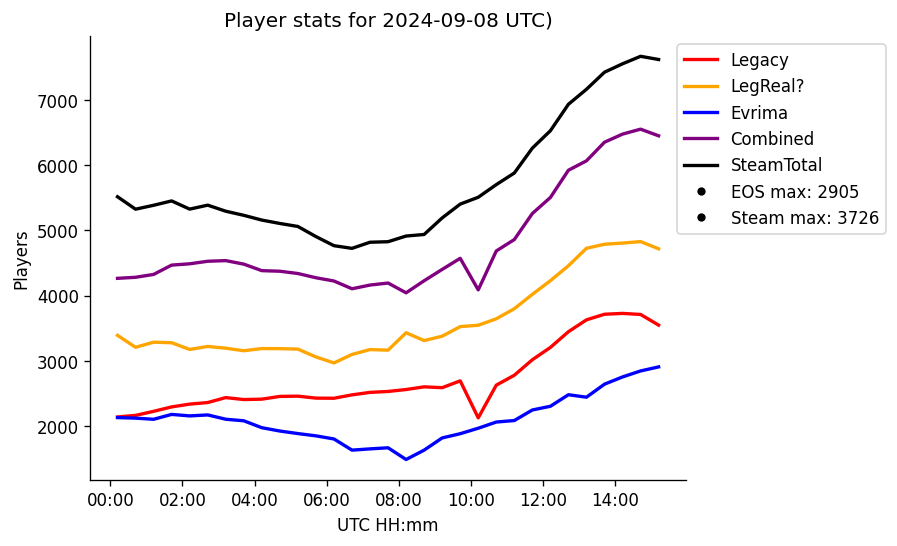 Player stats for 2024-09-08 UTC)
Legacy
LegReal?
Evrima
Combined
SteamTotal
EOS max: 2905
Steam max: 3726
Players
7000
6000
5000
4000
3000
2000
00:00 02:00 04:00 06:00 08:00 10:00 12:00 14:00
UTC HH:mm